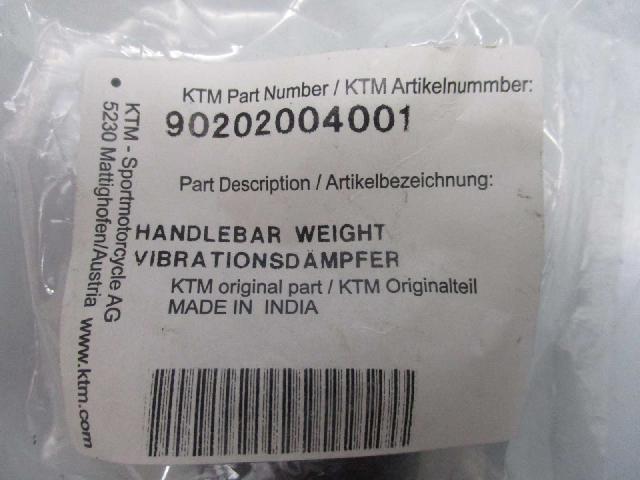 KTM Part Number / KTM Artikelnummber:
90202004001
Part Description / Artikelbezeichnung:
HANDLEBAR WEIGHT
VIBRATIONSDÄMPFER
KTM original part / KTM Originalteil
MADE IN INDIA
KTM - Sportmotorcycle AG
5230 Mattighofen/Austria www.ktm.com